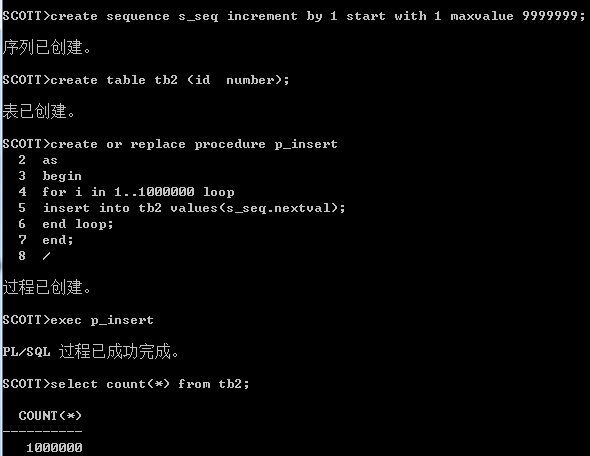 SCOTT>create sequence s_seq increment by 1 start with 1 maxvalue 9999999;
序列已创建。
SCOTT>create table tb2 (id  number);
表已创建。
SCOTT>create or replace procedure p_insert
  2  as
  3  begin
  4  for i in 1..1000000 loop
  5  insert into tb2 values(s_seq.nextval);
  6  end loop;
  7  end;
  8  /
过程已创建。
SCOTT>exec p_insert
PL/SQL 过程已成功完成。
SCOTT>select count(*) from tb2;
  COUNT(*)
----------
   1000000